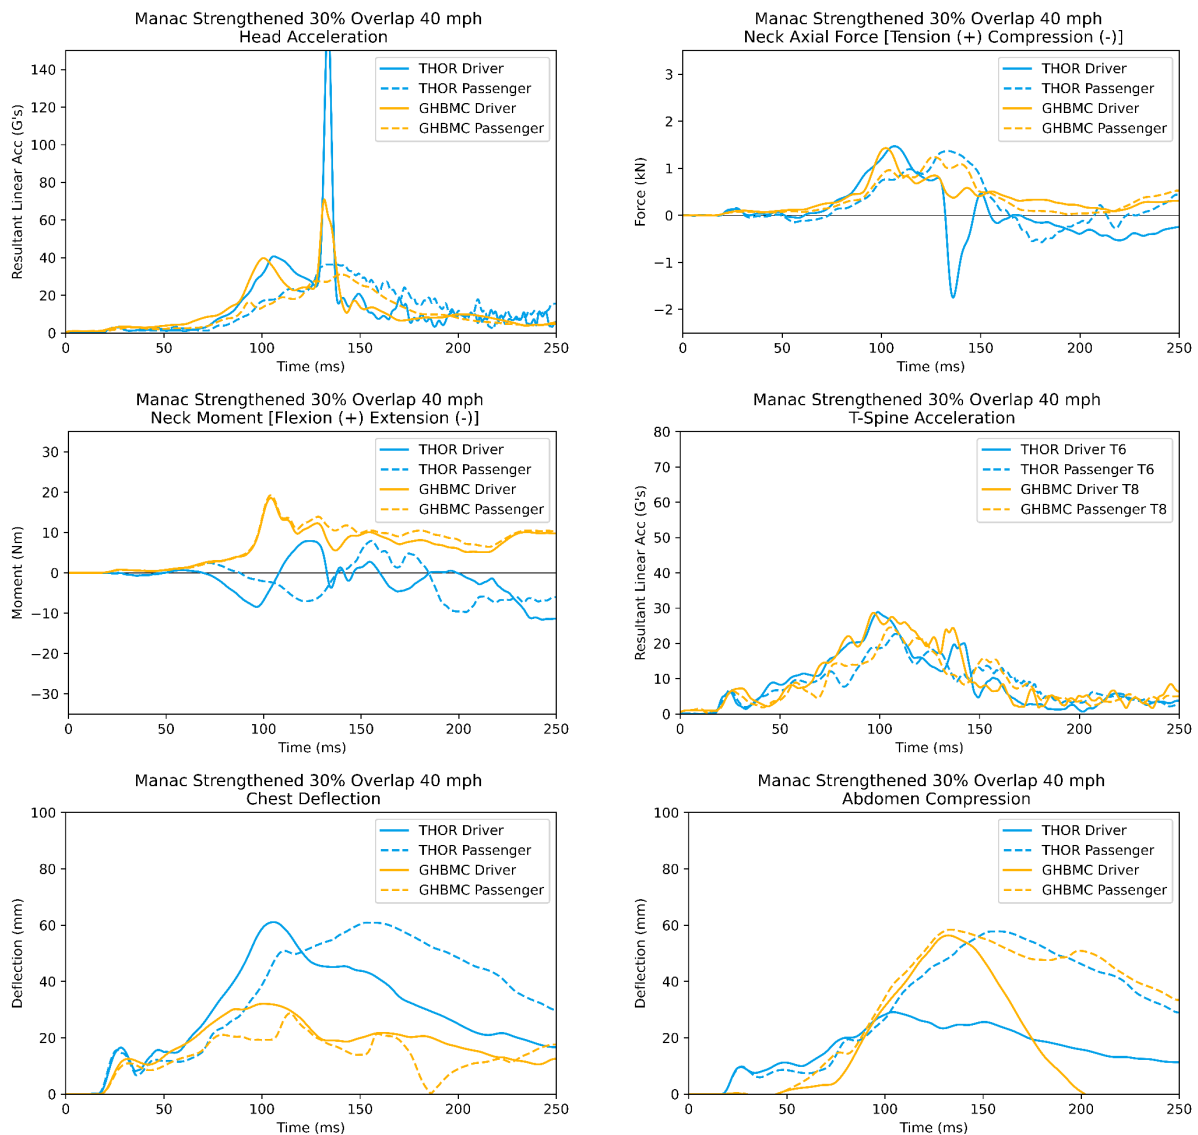 Manac Strengthened 30% Overlap 40 mph
Head Acceleration
140
120
100
80
60
40
20
0
Resultant Linear Acc (G's)
THOR Driver
THOR Passenger
GHBMC Driver
GHBMC Passenger
0 50 100 150 200 250
Time (ms)
Manac Strengthened 30% Overlap 40 mph
Neck Axial Force [Tension (+) Compression (-)]
3
2
1
0
−1
−2
Force (kN)
THOR Driver
THOR Passenger
GHBMC Driver
GHBMC Passenger
0 50 100 150 200 250
Time (ms)
Manac Strengthened 30% Overlap 40 mph
Neck Moment [Flexion (+) Extension (-)]
30
20
10
0
−10
−20
−30
Moment (Nm)
THOR Driver
THOR Passenger
GHBMC Driver
GHBMC Passenger
0 50 100 150 200 250
Time (ms)
Manac Strengthened 30% Overlap 40 mph
T-Spine Acceleration
80
70
60
50
40
30
20
10
0
Resultant Linear Acc (G's)
THOR Driver T6
THOR Passenger T6
GHBMC Driver T8
GHBMC Passenger T8
0 50 100 150 200 250
Time (ms)
Manac Strengthened 30% Overlap 40 mph
Chest Deflection
100
80
60
40
20
0
Deflection (mm)
THOR Driver
THOR Passenger
GHBMC Driver
GHBMC Passenger
0 50 100 150 200 250
Time (ms)
Manac Strengthened 30% Overlap 40 mph
Abdomen Compression
100
80
60
40
20
0
Deflection (mm)
THOR Driver
THOR Passenger
GHBMC Driver
GHBMC Passenger
0 50 100 150 200 250
Time (ms)